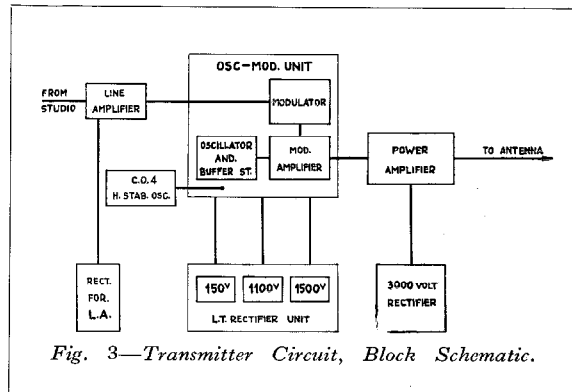 OSC-MOD. UNIT
FROM
STUDIO
LINE
AMPLIFIER
MODULATOR
OSCILLATOR
AND.
BUFFER ST.
MOD.
AMPLIFIER
POWER
AMPLIFIER
TO ANTENNA
C.O.4
H. STAB. OSC.
RECT.
FOR.
L.A.
150V 1100V 1500V
L.T. RECTIFIER UNIT
3000 VOLT
RECTIFIER
Fig. 3—Transmitter Circuit, Block Schematic.